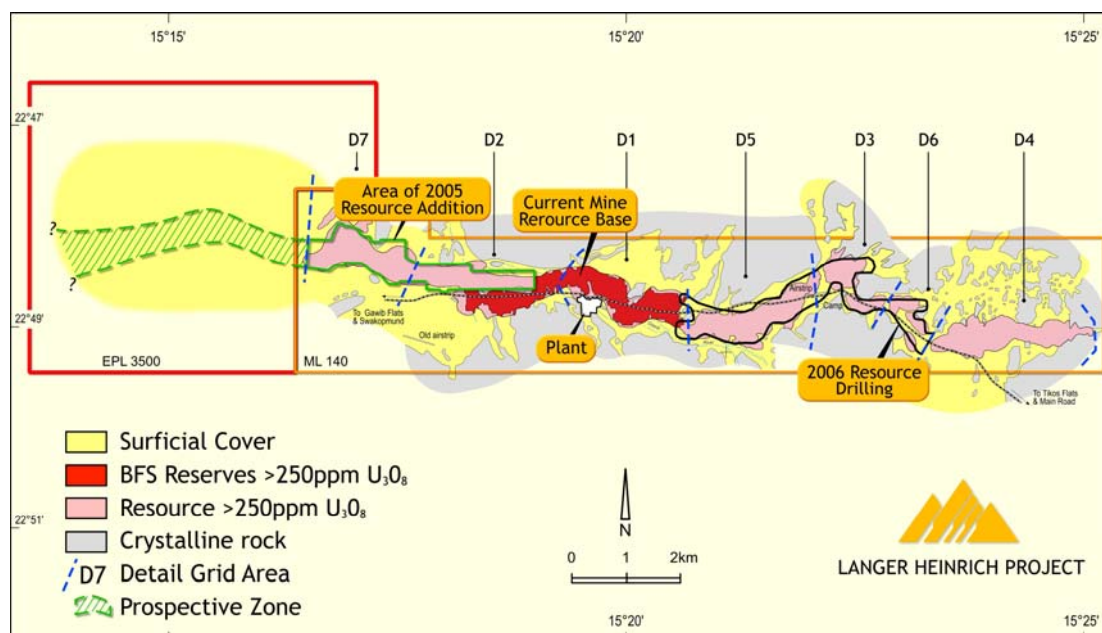 15°15' 15°20' 15°25'
22°47'
D7 D2 D1 D5 D3 D6 D4
Area of 2005
Resource Addition
Current Mine
Rerource Base
?
?
Airstrip
Camp
To Gawib Flats
& Swakopmund
22°49'
Old airstrip
Plant
EPL 3500 ML 140
2006 Resource
Drilling
To Tikos Flats
& Main Road
Surficial Cover
BFS Reserves >250ppm U₃O₈
Resource >250ppm U₃O₈
22°51'
Crystalline rock
N
D7 Detail Grid Area
0 1 2km
LANGER HEINRICH PROJECT
Prospective Zone
15°20' 15°25'